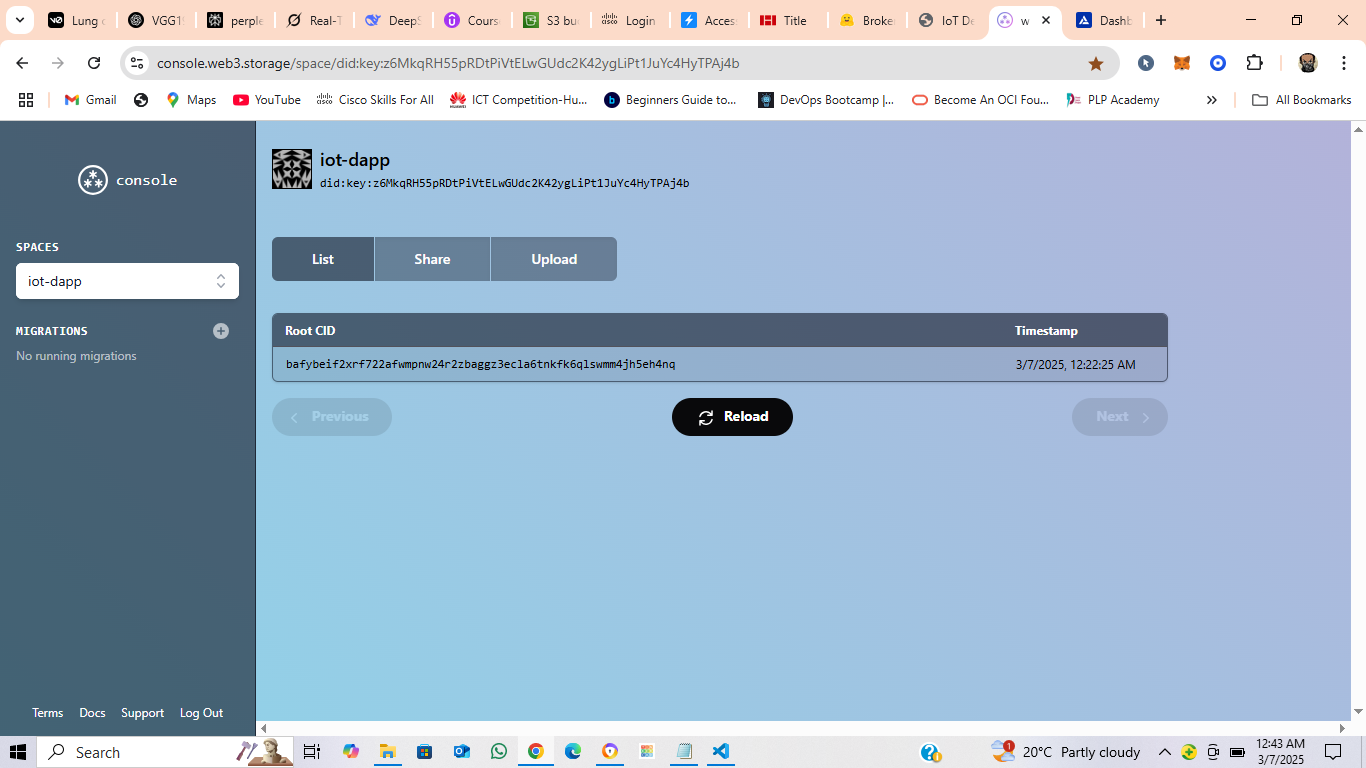 Lung c
VGG1
perple
Real-T
DeepS
Cours
S3 bu
Login
Acces
Title
Broke
IoT De
w
Dashb
console.web3.storage/space/did:key:z6MkqRH55pRDtPiVtELwGUdc2K42ygLiPt1JuYc4HyTPAj4b
Gmail
Maps
YouTube
Cisco Skills For All
ICT Competition-Hu...
Beginners Guide to...
DevOps Bootcamp |...
Become An OCI Fou...
PLP Academy
All Bookmarks
console
SPACES
iot-dapp
MIGRATIONS
No running migrations
Terms Docs Support Log Out
iot-dapp
did:key:z6MkqRH55pRDtPiVtELwGUdc2K42ygLiPt1JuYc4HyTPAj4b
List Share Upload
Root CID Timestamp
bafybeif2xrf722afwmpnw24r2zbaggz3ecla6tnkfk6qlswmm4jh5eh4nq 3/7/2025, 12:22:25 AM
Previous Reload Next
Search
20°C Partly cloudy
12:43 AM
3/7/2025